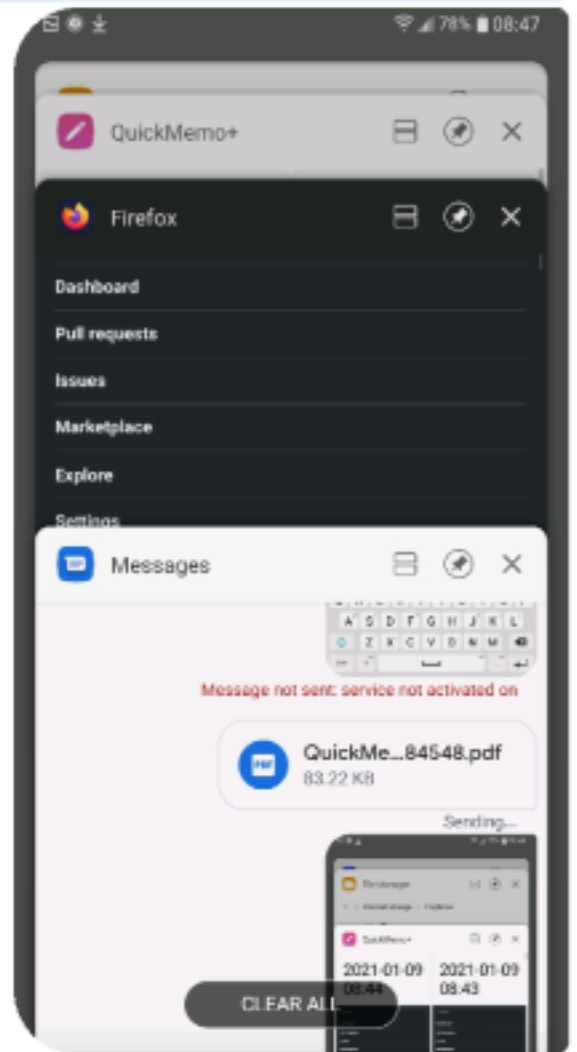 78% 08:47
QuickMemo+
Firefox
Dashboard
Pull requests
Issues
Marketplace
Explore
Settings
Messages
A S D F G H J K L
Z X C V B N M
Message not sent: service not activated on
QuickMe...84548.pdf
83.22 KB
Sending...
File Manager
QuickMemo+
2021-01-09 2021-01-09
08:44 08:43
CLEAR ALL